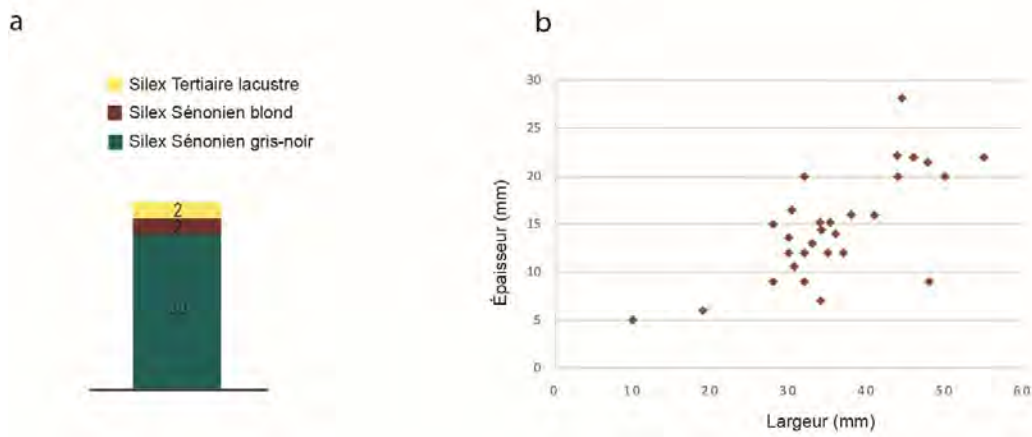 a
Silex Tertiaire lacustre
Silex Sénonien blond
Silex Sénonien gris-noir
2
2
b
Épaisseur (mm)
30
25
20
15
10
5
0
0 10 20 30 40 50 60
Largeur (mm)